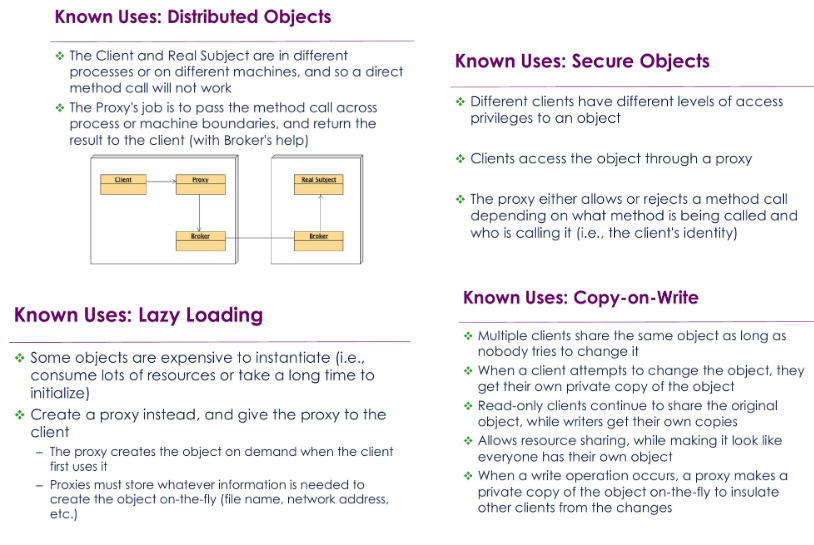 Known Uses: Distributed Objects
❖ The Client and Real Subject are in different
processes or on different machines, and so a direct
method call will not work
❖ The Proxy's job is to pass the method call across
process or machine boundaries, and return the
result to the client (with Broker's help)
Client
Proxy
Real Subject
Broker
Broker
Known Uses: Secure Objects
❖ Different clients have different levels of access
privileges to an object
❖ Clients access the object through a proxy
❖ The proxy either allows or rejects a method call
depending on what method is being called and
who is calling it (i.e., the client's identity)
Known Uses: Lazy Loading
❖ Some objects are expensive to instantiate (i.e.,
consume lots of resources or take a long time to
initialize)
❖ Create a proxy instead, and give the proxy to the
client
– The proxy creates the object on demand when the client
first uses it
– Proxies must store whatever information is needed to
create the object on-the-fly (file name, network address,
etc.)
Known Uses: Copy-on-Write
❖ Multiple clients share the same object as long as
nobody tries to change it
❖ When a client attempts to change the object, they
get their own private copy of the object
❖ Read-only clients continue to share the original
object, while writers get their own copies
❖ Allows resource sharing, while making it look like
everyone has their own object
❖ When a write operation occurs, a proxy makes a
private copy of the object on-the-fly to insulate
other clients from the changes